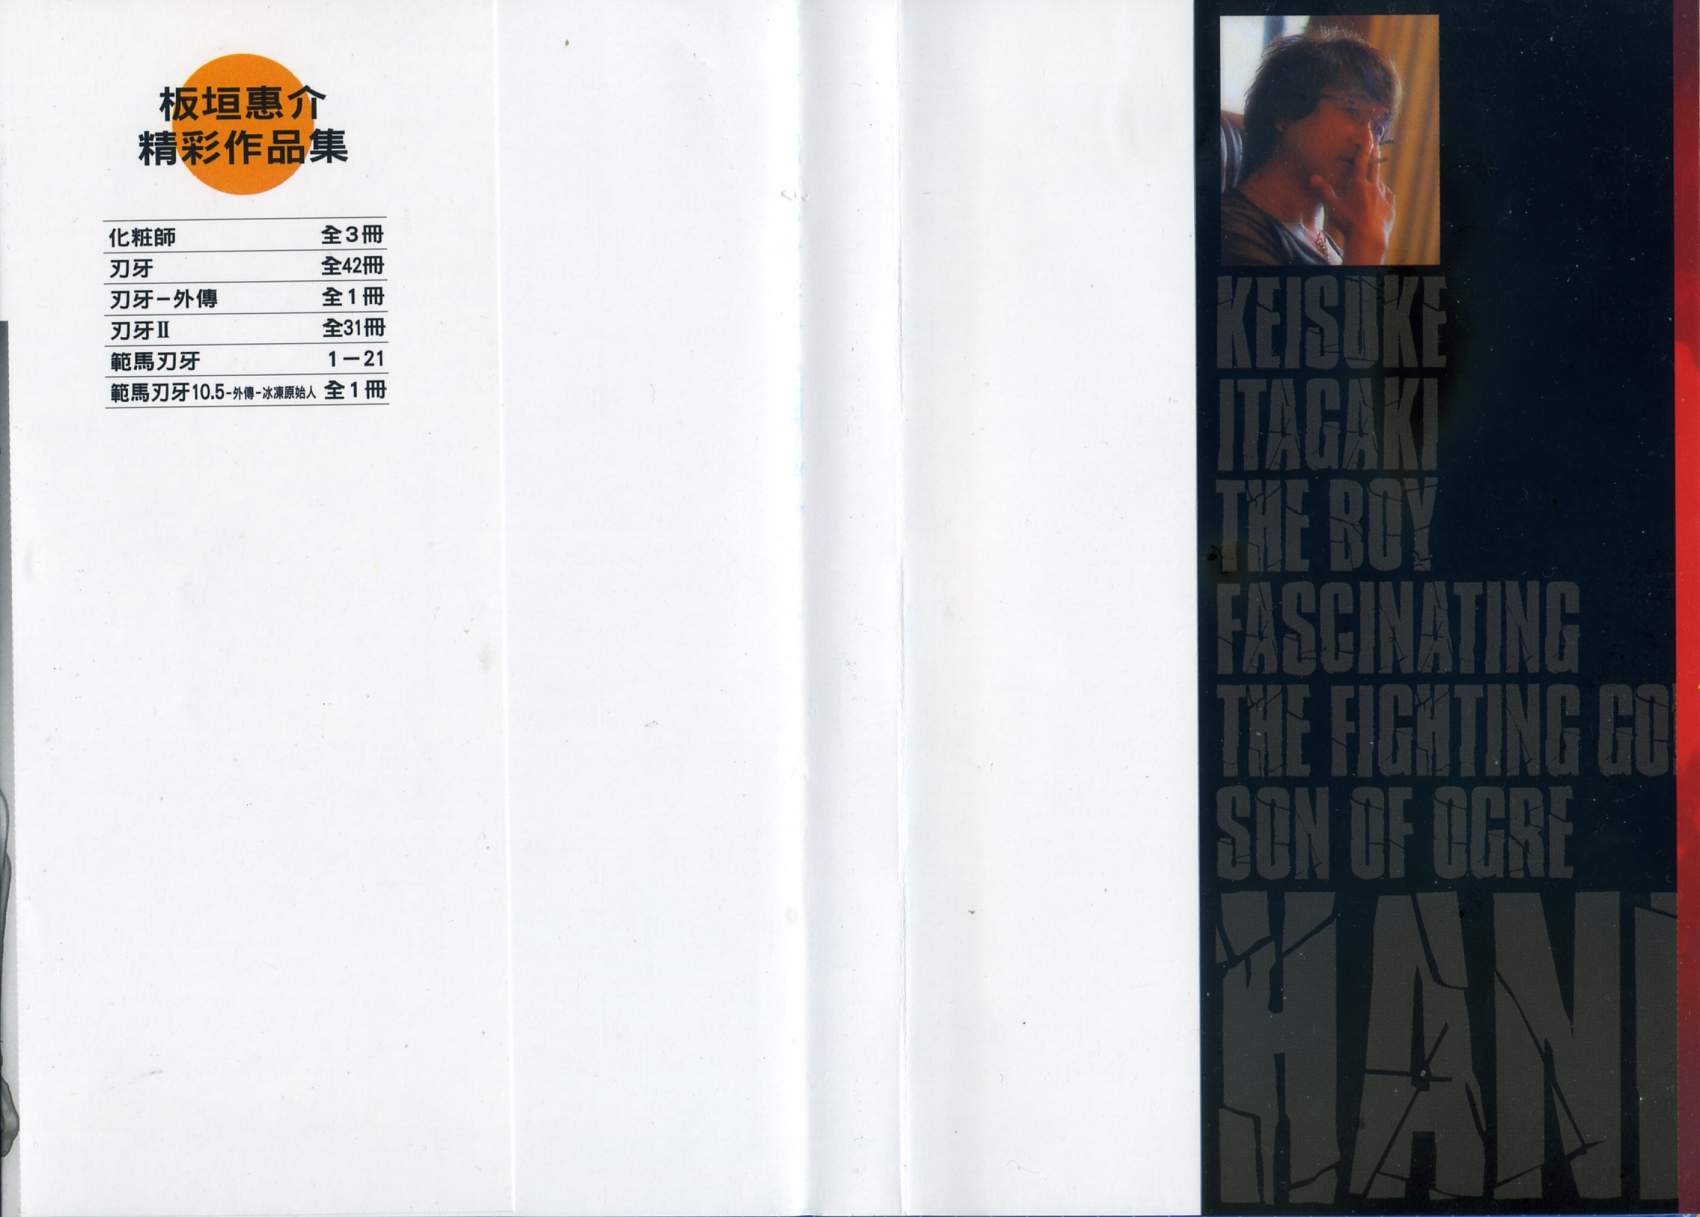 板垣惠介
精彩作品集
化粧師 全3冊
刃牙 全42冊
刃牙－外傳 全1冊
刃牙II 全31冊
範馬刃牙 1－21
範馬刃牙10.5-外傳-冰凍原始人 全1冊
KEISUKE
ITAGAKI
THE BOY
FASCINATING
THE FIGHTING GO
SON OF OGRE
HAN